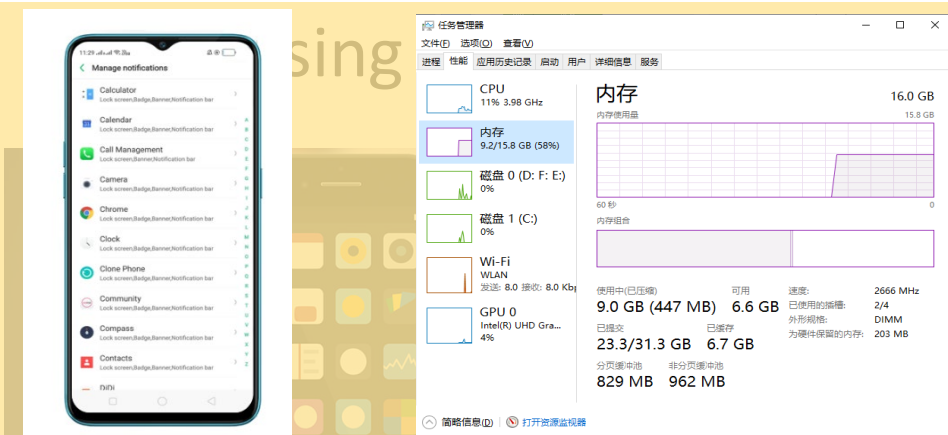 sing
11:29
Manage notifications
Calculator
Lock screen,Badge,Banner,Notification bar
Calendar
Lock screen,Badge,Banner,Notification bar
Call Management
Lock screen,Banner,Notification bar
Camera
Lock screen,Badge,Banner,Notification bar
Chrome
Lock screen,Badge,Banner,Notification bar
Clock
Lock screen,Badge,Banner,Notification bar
Clone Phone
Lock screen,Badge,Banner,Notification bar
Community
Lock screen,Badge,Banner,Notification bar
Compass
Lock screen,Badge,Banner,Notification bar
Contacts
Lock screen,Badge,Banner,Notification bar
DiDi
任务管理器
文件(F) 选项(O) 查看(V)
进程 性能 应用历史记录 启动 用户 详细信息 服务
CPU
11% 3.98 GHz
内存
9.2/15.8 GB (58%)
磁盘 0 (D: F: E:)
0%
磁盘 1 (C:)
0%
Wi-Fi
WLAN
发送: 8.0 接收: 8.0 Kbp
GPU 0
Intel(R) UHD Gra...
4%
内存 16.0 GB
内存使用量 15.8 GB
60 秒 0
内存组合
使用中(已压缩) 可用
9.0 GB (447 MB) 6.6 GB
已提交 已缓存
23.3/31.3 GB 6.7 GB
分页缓冲池 非分页缓冲池
829 MB 962 MB
速度: 2666 MHz
已使用的插槽: 2/4
外形规格: DIMM
为硬件保留的内存: 203 MB
简略信息(D) 打开资源监视器